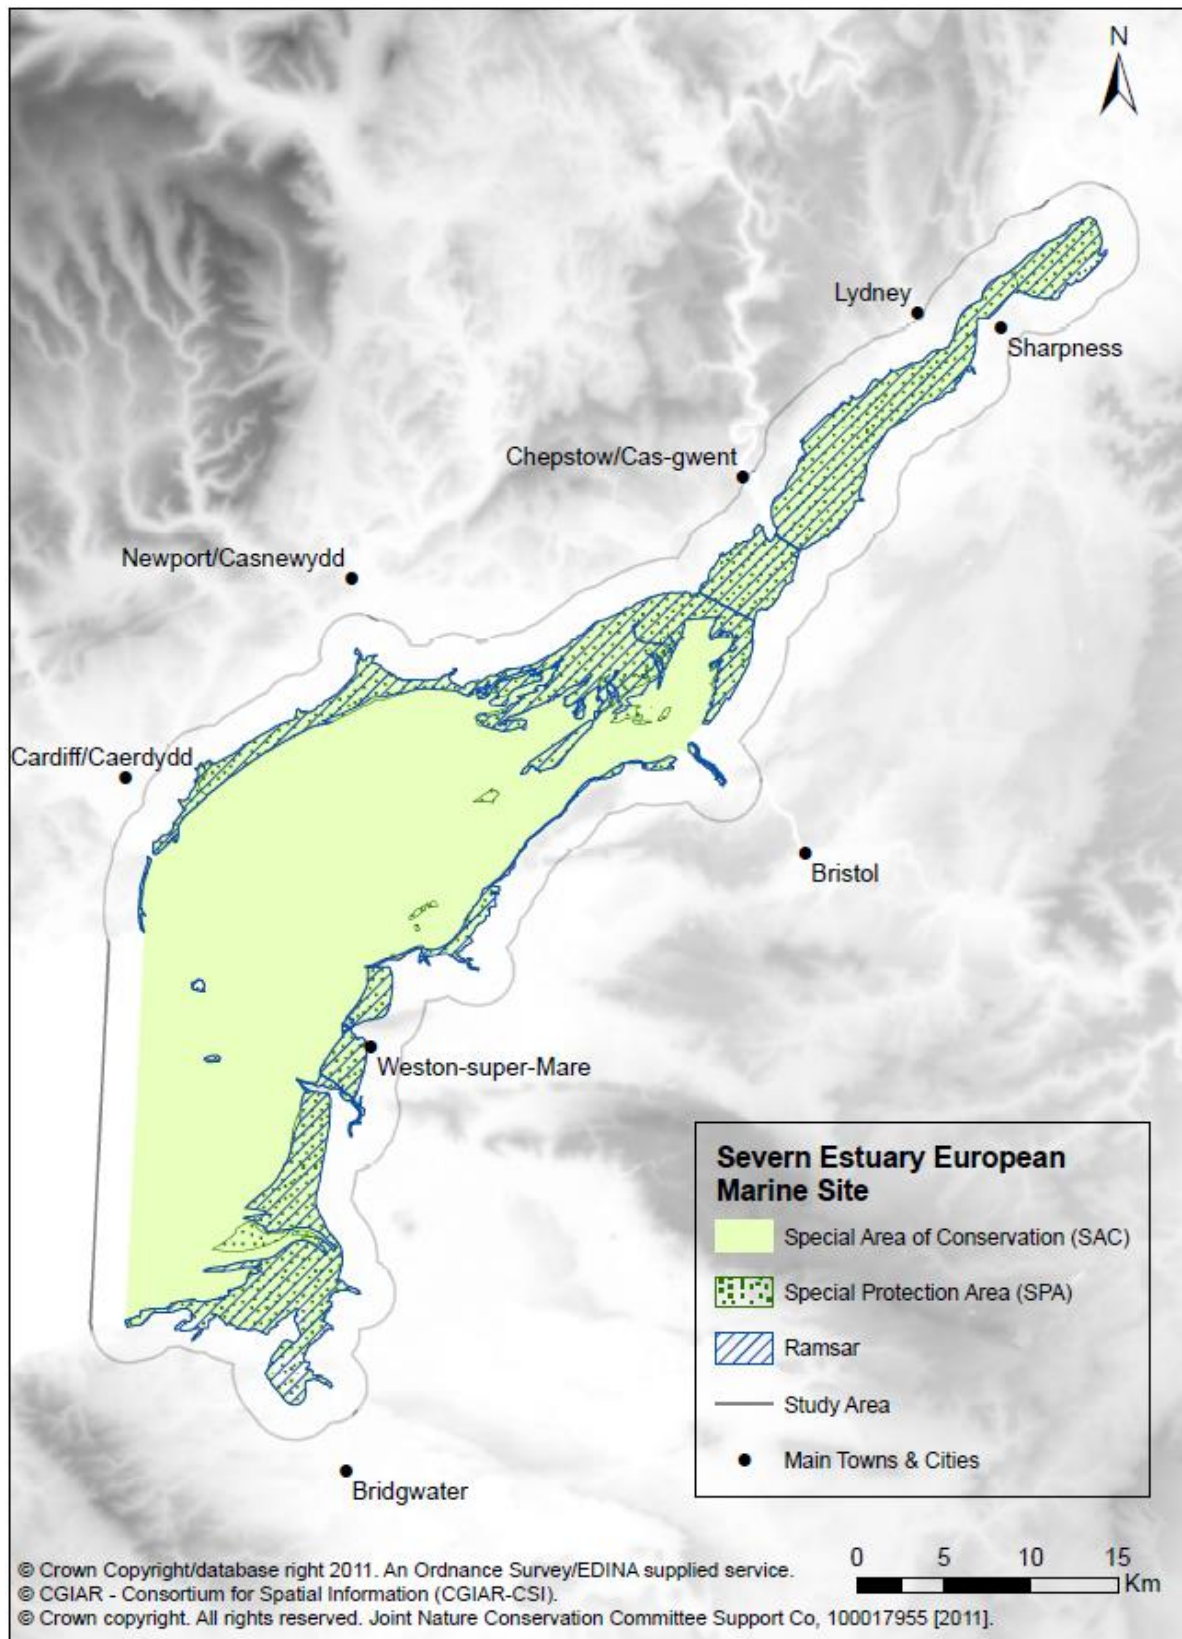 N
Lydney
Sharpness
Chepstow/Cas-gwent
Newport/Casnewydd
Cardiff/Caerdydd
Bristol
Weston-super-Mare
Severn Estuary European
Marine Site
Special Area of Conservation (SAC)
Special Protection Area (SPA)
Ramsar
Study Area
Main Towns & Cities
Bridgwater
0 5 10 15
Km
© Crown Copyright/database right 2011. An Ordnance Survey/EDINA supplied service.
© CGIAR - Consortium for Spatial Information (CGIAR-CSI).
© Crown copyright. All rights reserved. Joint Nature Conservation Committee Support Co, 100017955 [2011].